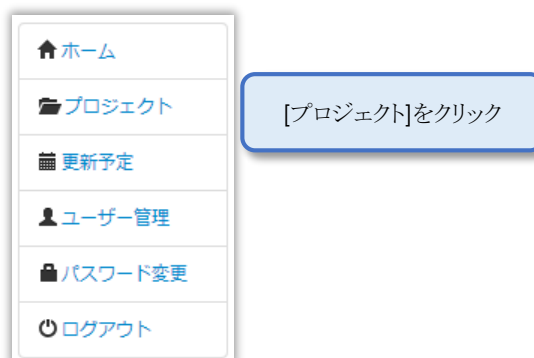 ホーム
プロジェクト
[プロジェクト]をクリック
更新予定
ユーザー管理
パスワード変更
ログアウト